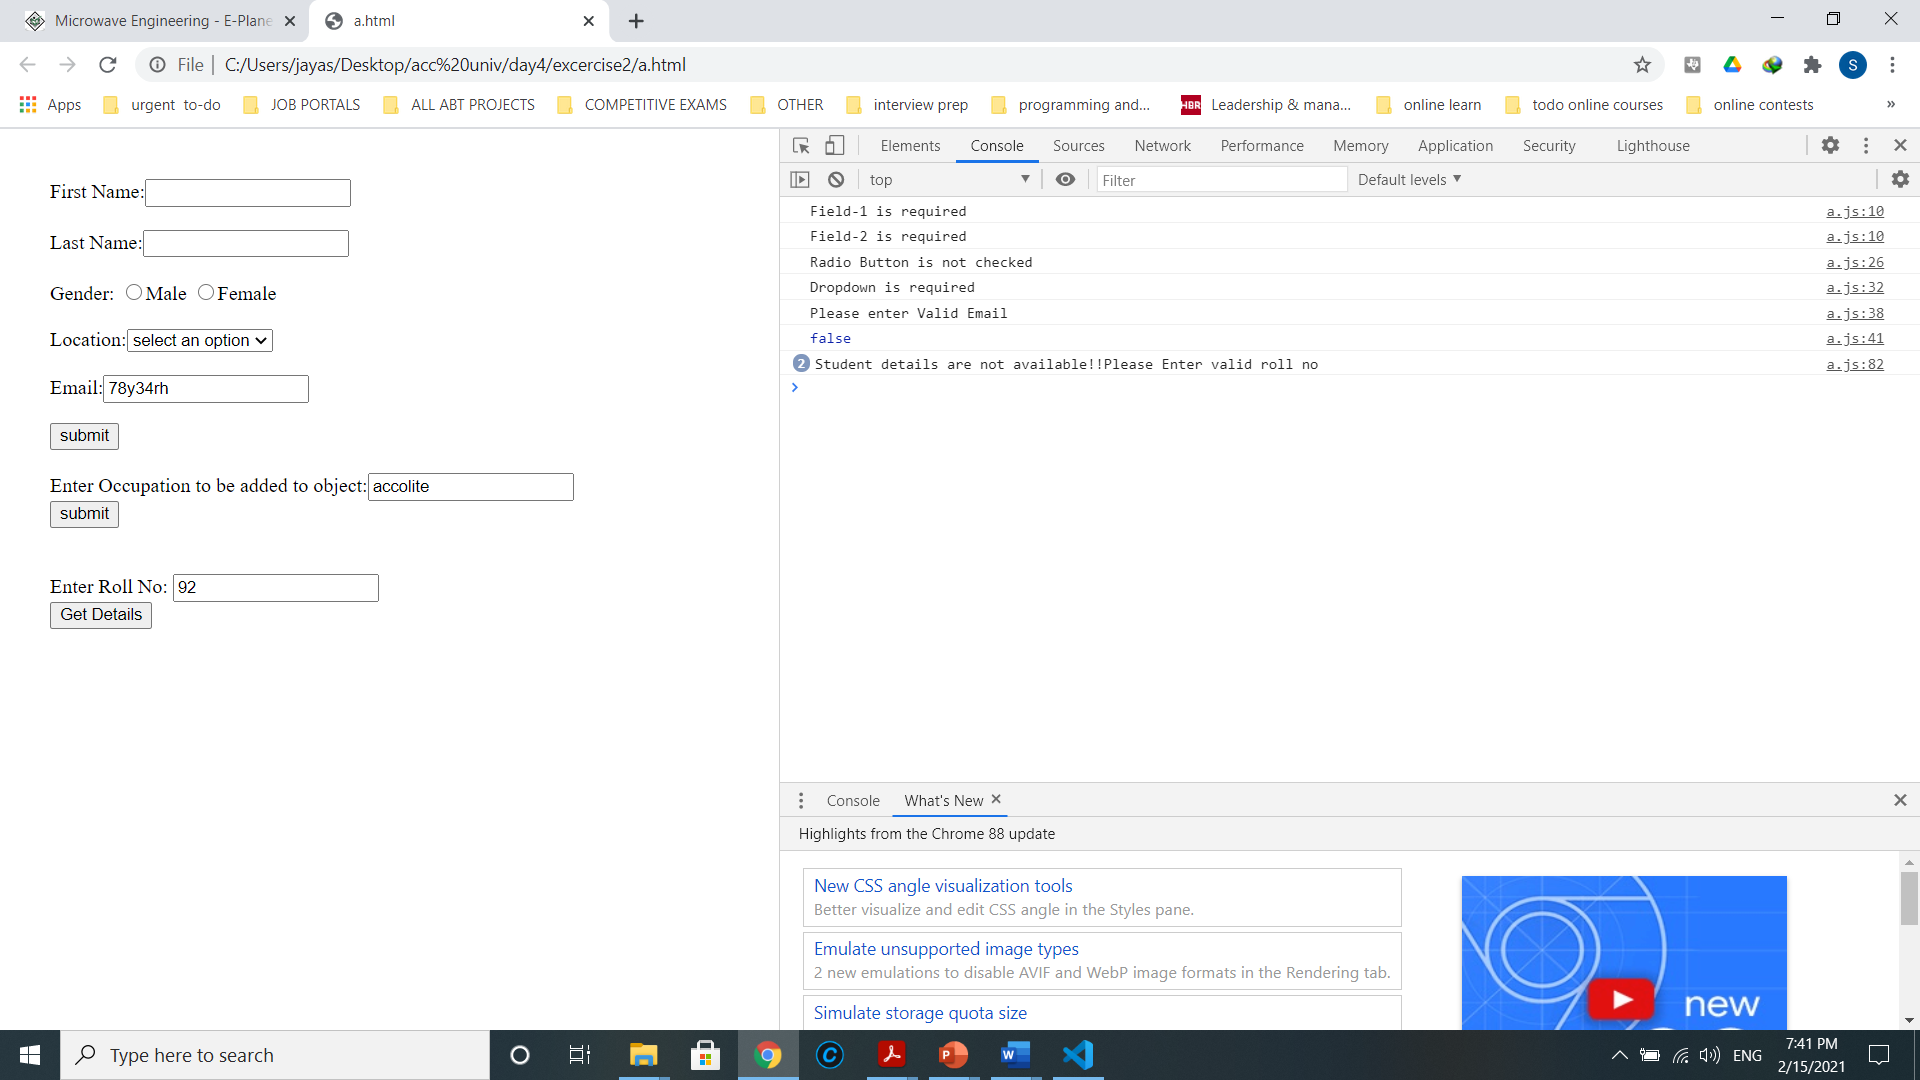 Microwave Engineering - E-Plane
a.html
File
C:/Users/jayas/Desktop/acc%20univ/day4/excercise2/a.html
S
Apps
urgent to-do
JOB PORTALS
ALL ABT PROJECTS
COMPETITIVE EXAMS
OTHER
interview prep
programming and...
HBR
Leadership & mana...
online learn
todo online courses
online contests
»
First Name:
Last Name:
Gender: Male Female
Location: select an option
Email: 78y34rh
submit
Enter Occupation to be added to object: accolite
submit
Enter Roll No: 92
Get Details
Elements Console Sources Network Performance Memory Application Security Lighthouse
top Filter Default levels
Field-1 is required a.js:10
Field-2 is required a.js:10
Radio Button is not checked a.js:26
Dropdown is required a.js:32
Please enter Valid Email a.js:38
false a.js:41
2 Student details are not available!!Please Enter valid roll no a.js:82
Console What's New
Highlights from the Chrome 88 update
New CSS angle visualization tools
Better visualize and edit CSS angle in the Styles pane.
Emulate unsupported image types
2 new emulations to disable AVIF and WebP image formats in the Rendering tab.
Simulate storage quota size
new
Type here to search
ENG
7:41 PM
2/15/2021